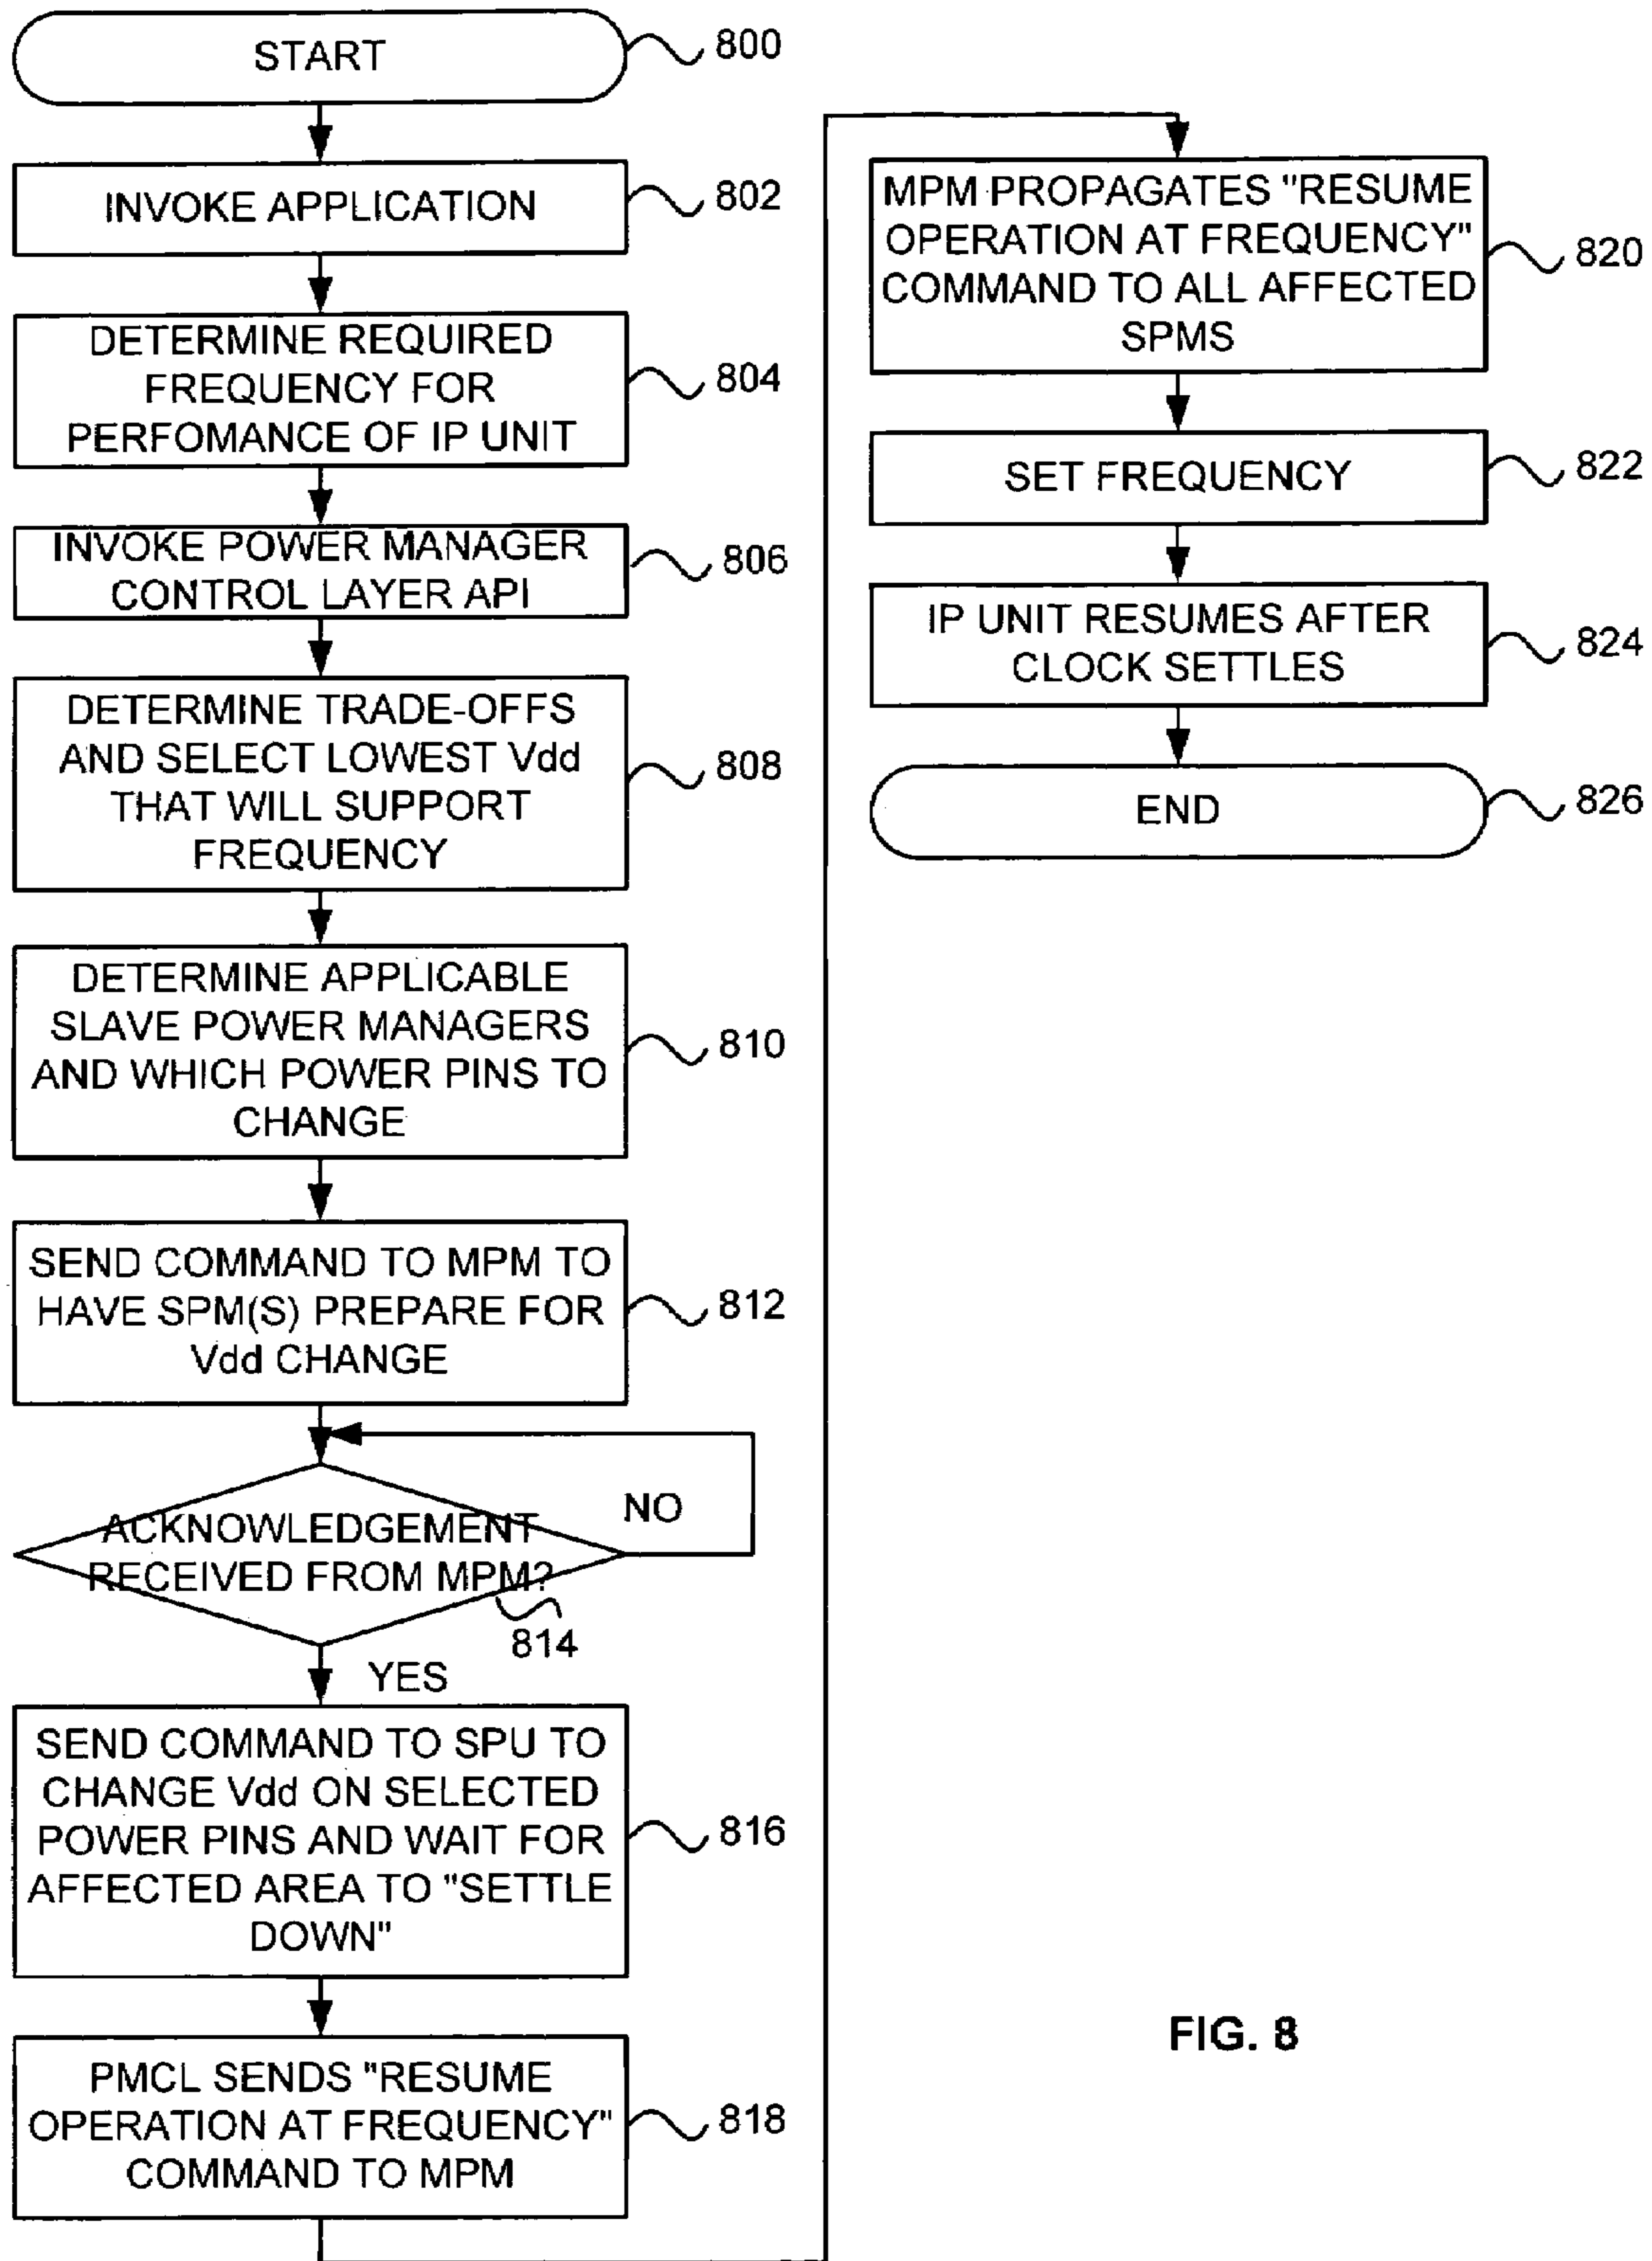 START
800
INVOKE APPLICATION
802
DETERMINE REQUIRED
FREQUENCY FOR
PERFOMANCE OF IP UNIT
804
INVOKE POWER MANAGER
CONTROL LAYER API
806
DETERMINE TRADE-OFFS
AND SELECT LOWEST Vdd
THAT WILL SUPPORT
FREQUENCY
808
DETERMINE APPLICABLE
SLAVE POWER MANAGERS
AND WHICH POWER PINS TO
CHANGE
810
SEND COMMAND TO MPM TO
HAVE SPM(S) PREPARE FOR
Vdd CHANGE
812
ACKNOWLEDGEMENT
RECEIVED FROM MPM?
NO
814
YES
SEND COMMAND TO SPU TO
CHANGE Vdd ON SELECTED
POWER PINS AND WAIT FOR
AFFECTED AREA TO "SETTLE
DOWN"
816
PMCL SENDS "RESUME
OPERATION AT FREQUENCY"
COMMAND TO MPM
818
MPM PROPAGATES "RESUME
OPERATION AT FREQUENCY"
COMMAND TO ALL AFFECTED
SPMS
820
SET FREQUENCY
822
IP UNIT RESUMES AFTER
CLOCK SETTLES
824
END
826
FIG. 8